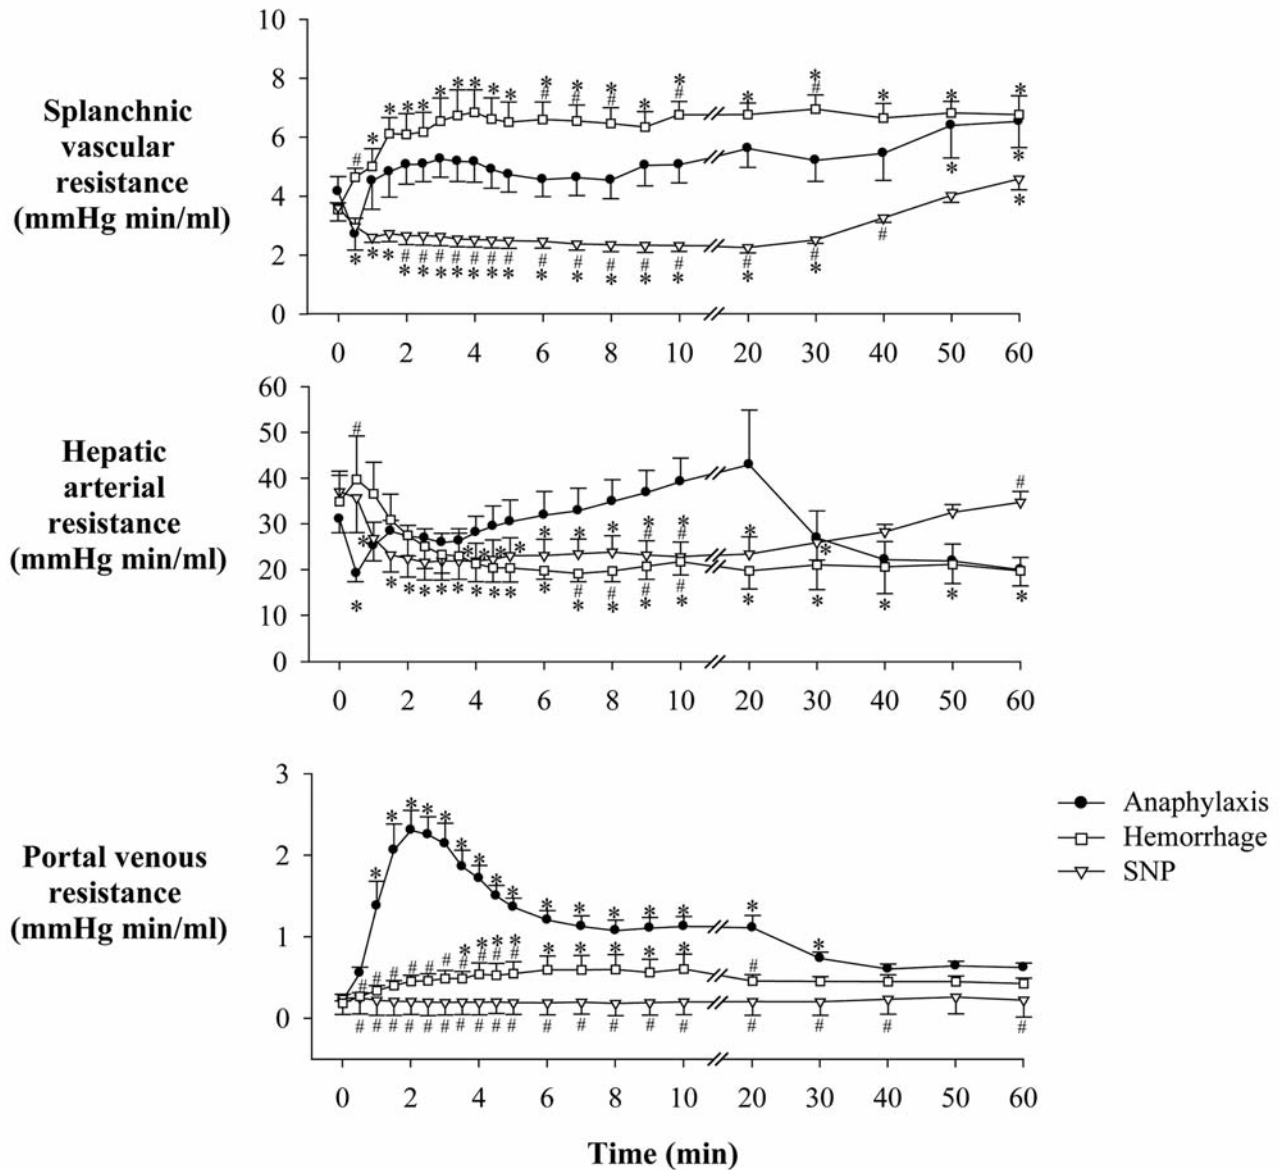 10
8
Splanchnic
vascular
resistance
(mmHg min/ml)
6
4
2
0
0 2 4 6 8 10 20 30 40 50 60
60
50
Hepatic
arterial
resistance
(mmHg min/ml)
40
30
20
10
0
0 2 4 6 8 10 20 30 40 50 60
3
Portal venous
resistance
(mmHg min/ml)
2
1
0
Anaphylaxis
Hemorrhage
SNP
0 2 4 6 8 10 20 30 40 50 60
Time (min)